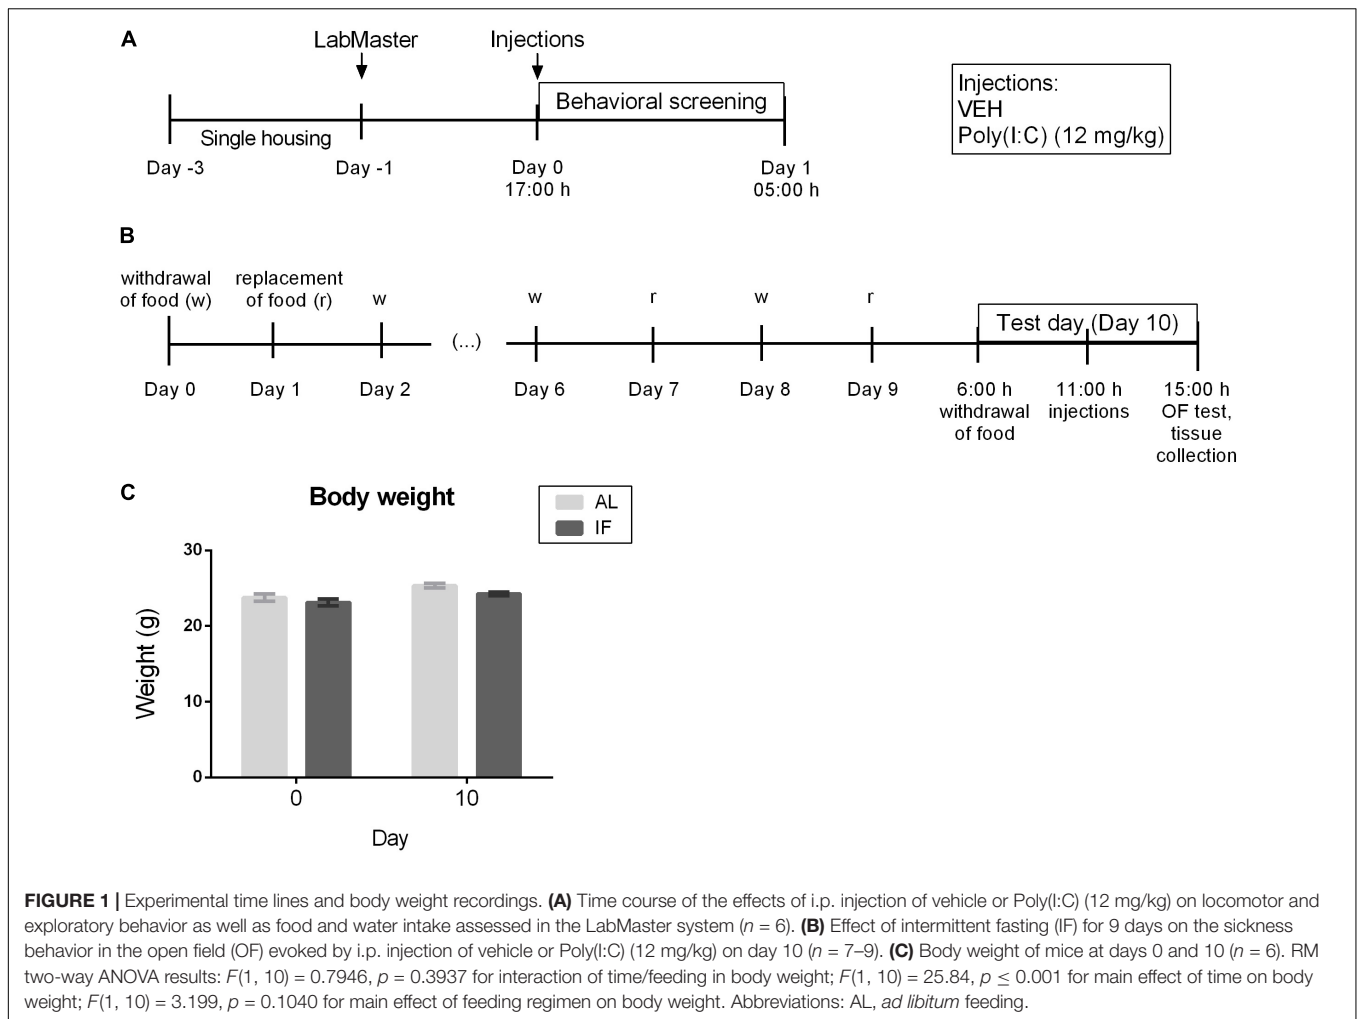 A
LabMaster
Injections
Behavioral screening
Single housing
Day -3
Day -1
Day 0
17:00 h
Day 1
05:00 h
Injections:
VEH
Poly(I:C) (12 mg/kg)
B
withdrawal
of food (w)
replacement
of food (r)
w
(...)
w
r
w
r
Test day (Day 10)
Day 0
Day 1
Day 2
Day 6
Day 7
Day 8
Day 9
6:00 h
withdrawal
of food
11:00 h
injections
15:00 h
OF test,
tissue
collection
C
Body weight
AL
IF
Weight (g)
30
20
10
0
0
10
Day
FIGURE 1 | Experimental time lines and body weight recordings. (A) Time course of the effects of i.p. injection of vehicle or Poly(I:C) (12 mg/kg) on locomotor and
exploratory behavior as well as food and water intake assessed in the LabMaster system (n = 6). (B) Effect of intermittent fasting (IF) for 9 days on the sickness
behavior in the open field (OF) evoked by i.p. injection of vehicle or Poly(I:C) (12 mg/kg) on day 10 (n = 7–9). (C) Body weight of mice at days 0 and 10 (n = 6). RM
two-way ANOVA results: F(1, 10) = 0.7946, p = 0.3937 for interaction of time/feeding in body weight; F(1, 10) = 25.84, p ≤ 0.001 for main effect of time on body
weight; F(1, 10) = 3.199, p = 0.1040 for main effect of feeding regimen on body weight. Abbreviations: AL, ad libitum feeding.